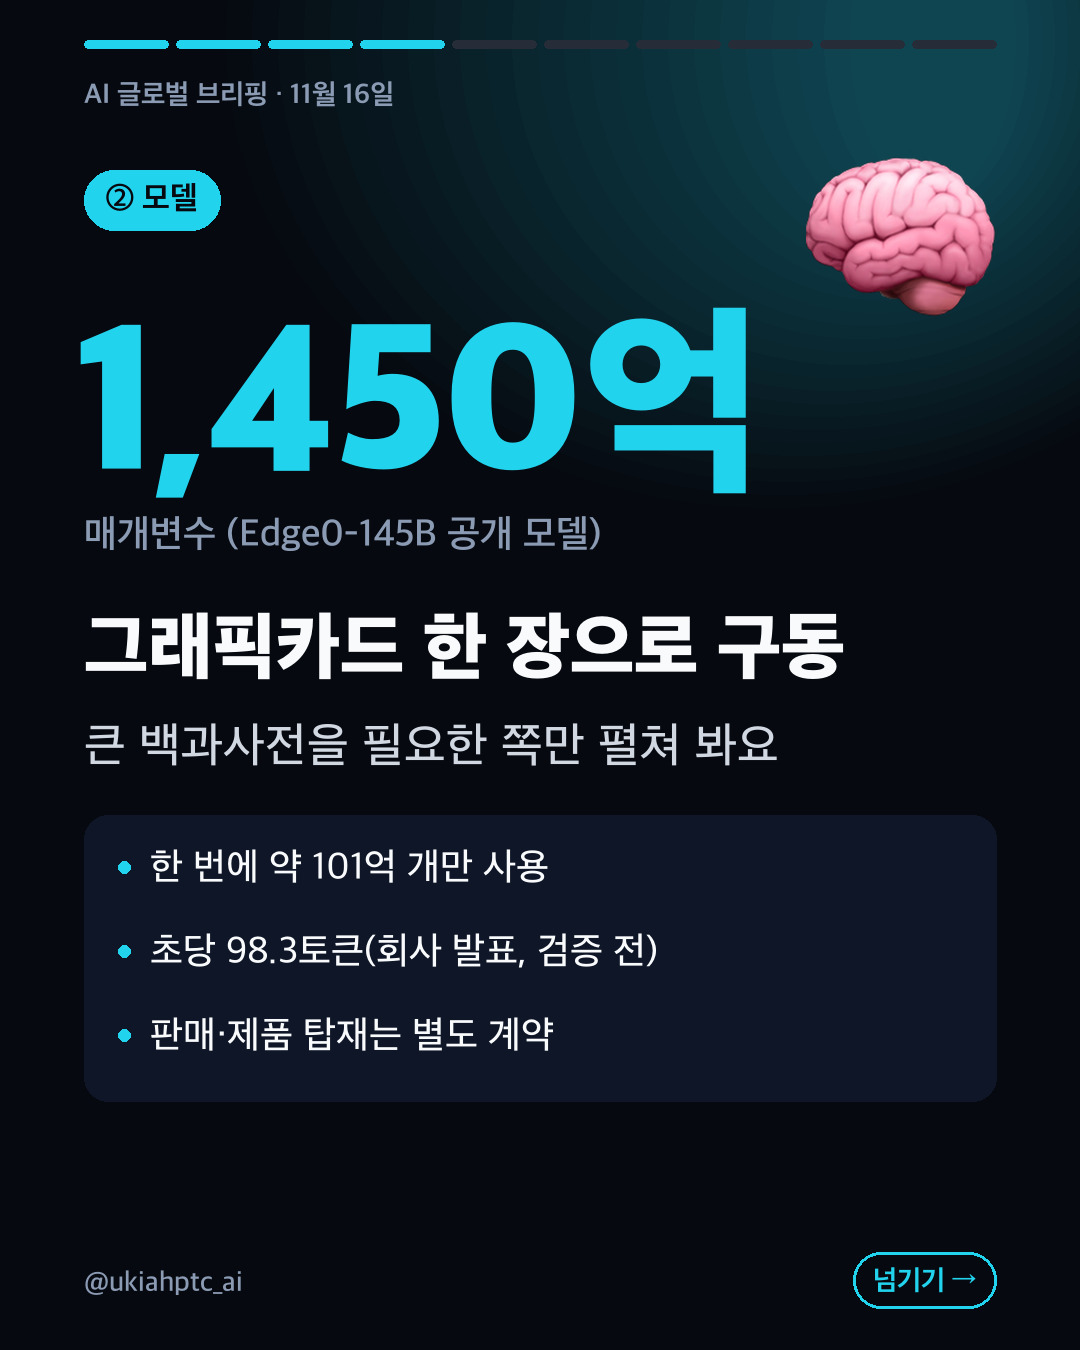 AI 글로벌 브리핑 · 11월 16일
② 모델
1,450억
매개변수 (Edge0-145B 공개 모델)
그래픽카드 한 장으로 구동
큰 백과사전을 필요한 쪽만 펼쳐 봐요
• 한 번에 약 101억 개만 사용
• 초당 98.3토큰(회사 발표, 검증 전)
• 판매·제품 탑재는 별도 계약
@ukiahptc_ai
넘기기 →